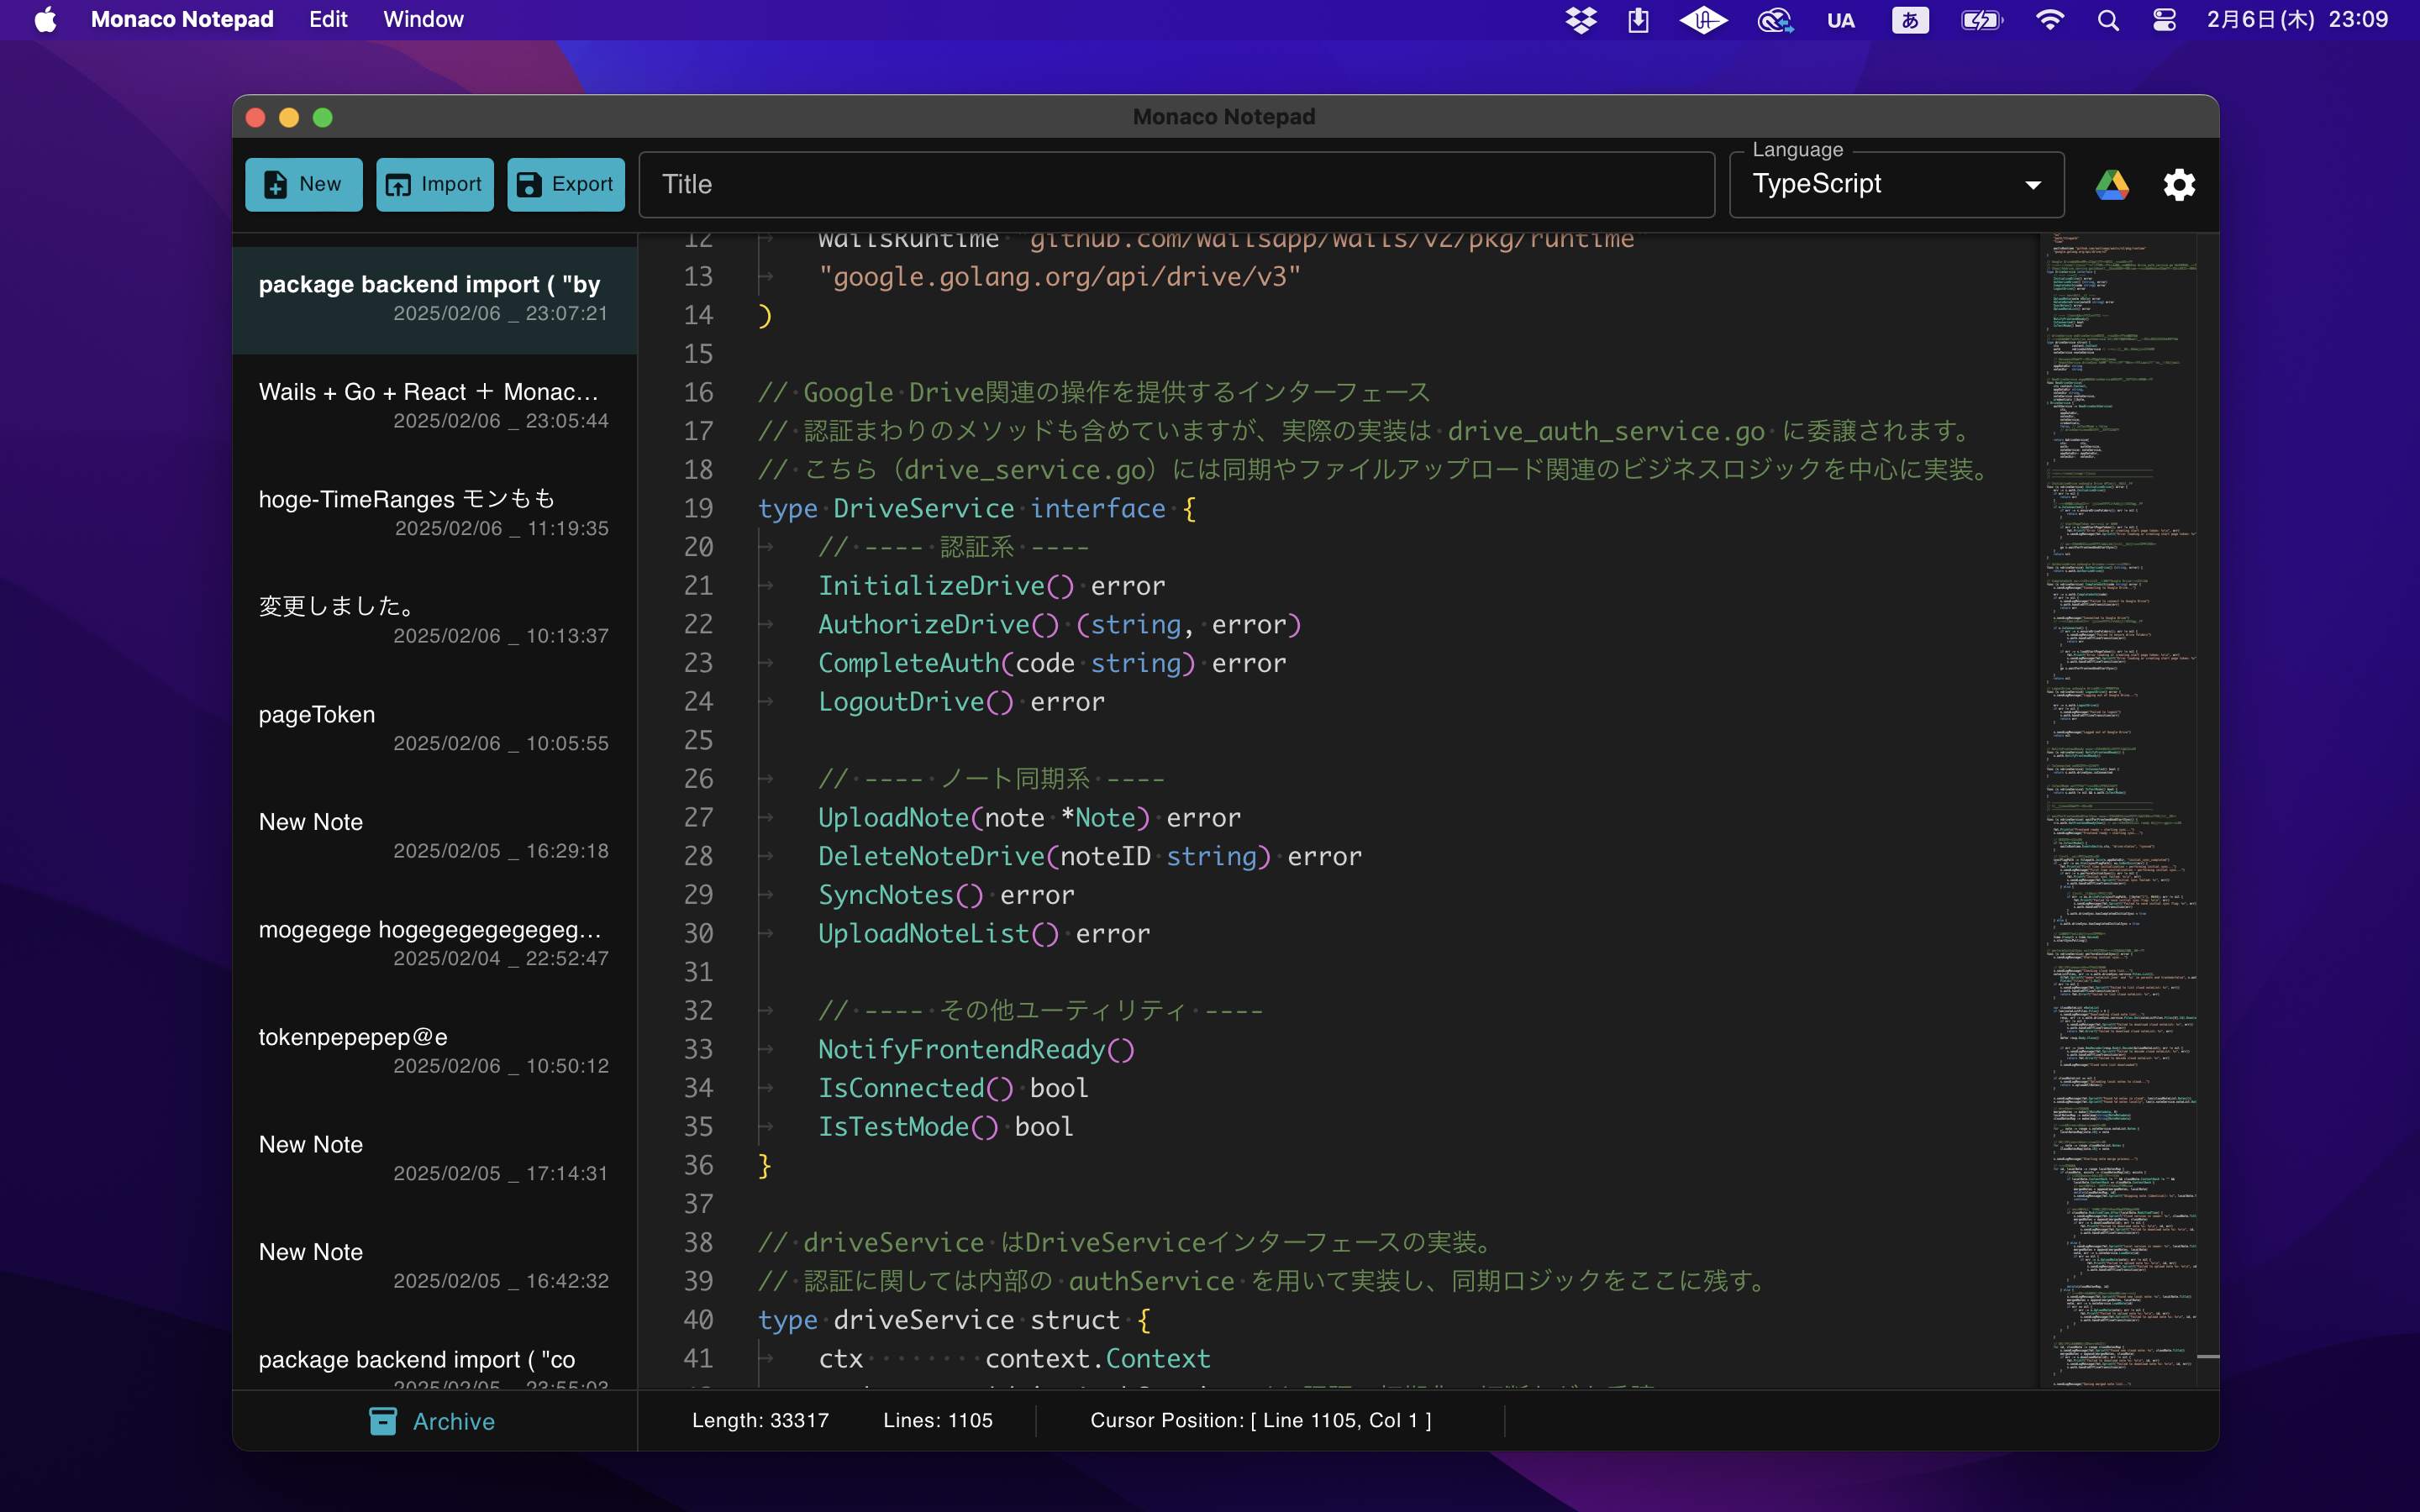 Monaco Notepad Edit Window UA あ 2月6日(木) 23:09
Monaco Notepad
New Import Export Title Language TypeScript
package backend import ( "by
2025/02/06 _ 23:07:21
Wails + Go + React + Monac…
2025/02/06 _ 23:05:44
hoge-TimeRanges モンもも
2025/02/06 _ 11:19:35
変更しました。
2025/02/06 _ 10:13:37
pageToken
2025/02/06 _ 10:05:55
New Note
2025/02/05 _ 16:29:18
mogegege hogegegegegegeg…
2025/02/04 _ 22:52:47
tokenpepepep@e
2025/02/06 _ 10:50:12
New Note
2025/02/05 _ 17:14:31
New Note
2025/02/05 _ 16:42:32
package backend import ( "co
2025/02/05 _ 23:55:03
Archive
12 wailsRuntime "github.com/wailsapp/wails/v2/pkg/runtime"
13 "google.golang.org/api/drive/v3"
14 )
15
16 // Google Drive関連の操作を提供するインターフェース
17 // 認証まわりのメソッドも含めていますが、実際の実装は drive_auth_service.go に委譲されます。
18 // こちら（drive_service.go）には同期やファイルアップロード関連のビジネスロジックを中心に実装。
19 type DriveService interface {
20 // ---- 認証系 ----
21 InitializeDrive() error
22 AuthorizeDrive() (string, error)
23 CompleteAuth(code string) error
24 LogoutDrive() error
25
26 // ---- ノート同期系 ----
27 UploadNote(note *Note) error
28 DeleteNoteDrive(noteID string) error
29 SyncNotes() error
30 UploadNoteList() error
31
32 // ---- その他ユーティリティ ----
33 NotifyFrontendReady()
34 IsConnected() bool
35 IsTestMode() bool
36 }
37
38 // driveService はDriveServiceインターフェースの実装。
39 // 認証に関しては内部の authService を用いて実装し、同期ロジックをここに残す。
40 type driveService struct {
41 ctx context.Context
Length: 33317 Lines: 1105 Cursor Position: [ Line 1105, Col 1 ]